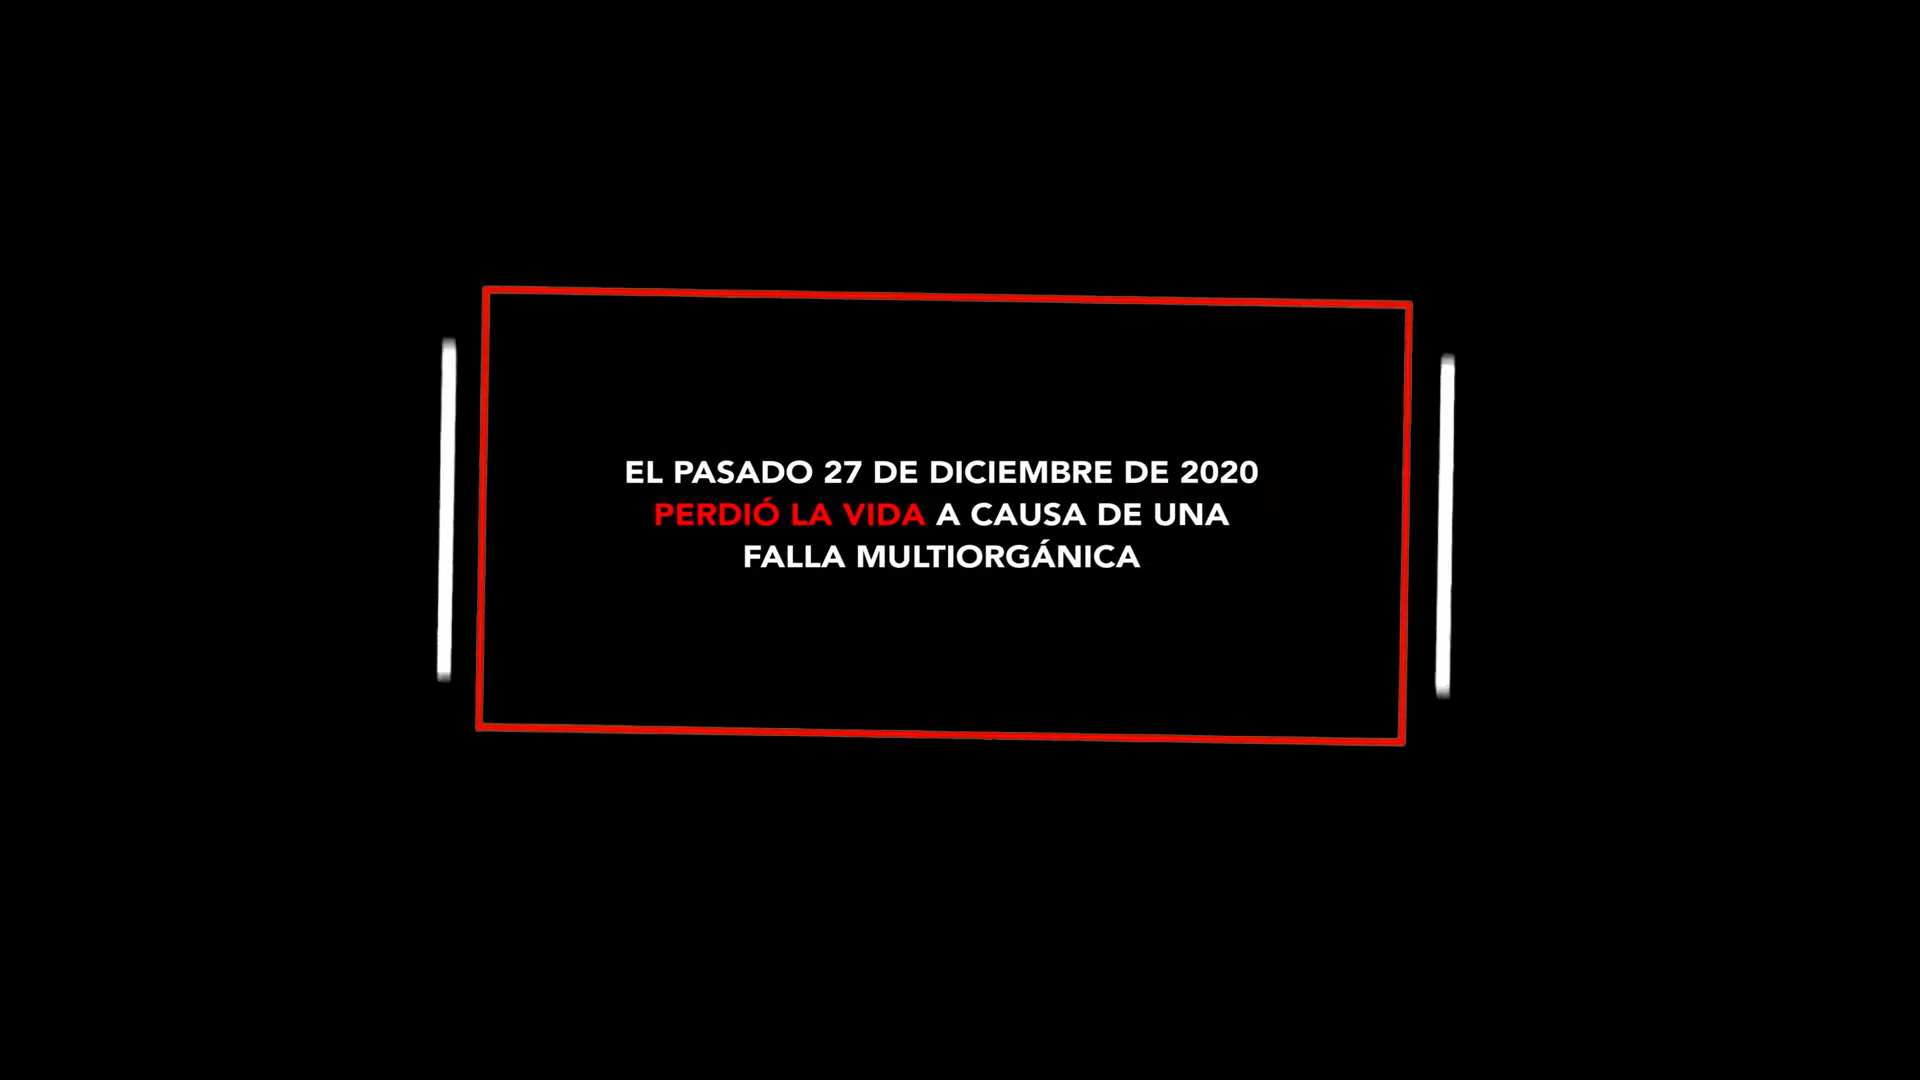 EL PASADO 27 DE DICIEMBRE DE 2020
PERDIÓ LA VIDA A CAUSA DE UNA
FALLA MULTIORGÁNICA